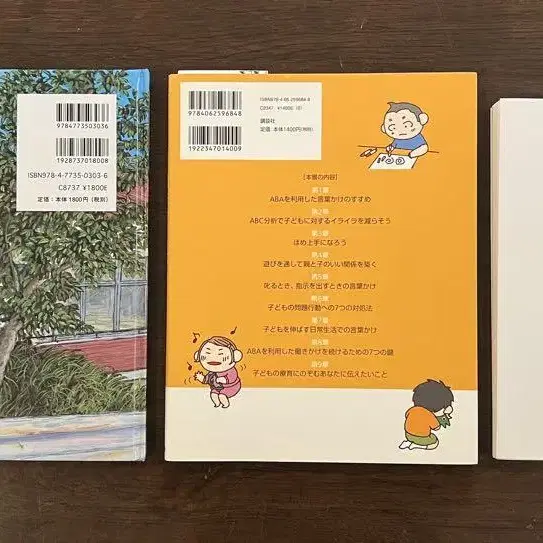 9784773503036
1928737018008
ISBN978-4-7735-0303-6
C8737 ¥1800E
定価:本体1800円(税別)
9784062596848
1922347014009
ISBN978-4-06-259684-8
C2347 ¥1400E (0)
講談社
定価:本体1400円(税別)
【本書の内容】
第1章
ABAを利用した言葉かけのすすめ
第2章
ABC分析で子どもに対するイライラを減らそう
第3章
ほめ上手になろう
第4章
遊びを通して親と子のいい関係を築く
第5章
叱るとき、指示を出すときの言葉かけ
第6章
子どもの問題行動への7つの対処法
第7章
子どもを伸ばす日常生活での言葉かけ
第8章
ABAを利用した働きかけを続けるための7つの鍵
第9章
子どもの療育にのぞむあなたに伝えたいこと